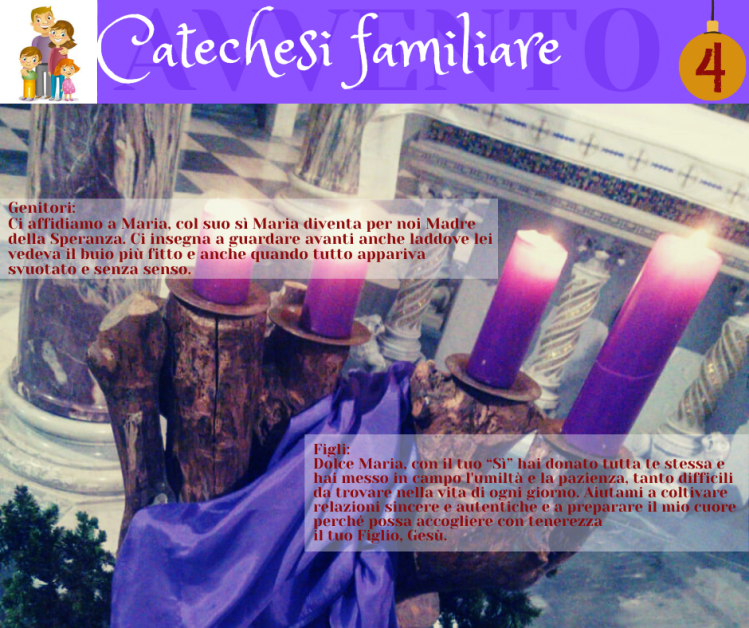 AVVENTO
Catechesi familiare
4
Genitori:
Ci affidiamo a Maria, col suo sì Maria diventa per noi Madre
della Speranza. Ci insegna a guardare avanti anche laddove lei
vedeva il buio più fitto e anche quando tutto appariva
svuotato e senza senso.
Figli:
Dolce Maria, con il tuo “Sì” hai donato tutta te stessa e
hai messo in campo l'umiltà e la pazienza, tanto difficili
da trovare nella vita di ogni giorno. Aiutami a coltivare
relazioni sincere e autentiche e a preparare il mio cuore
perché possa accogliere con tenerezza
il tuo Figlio, Gesù.